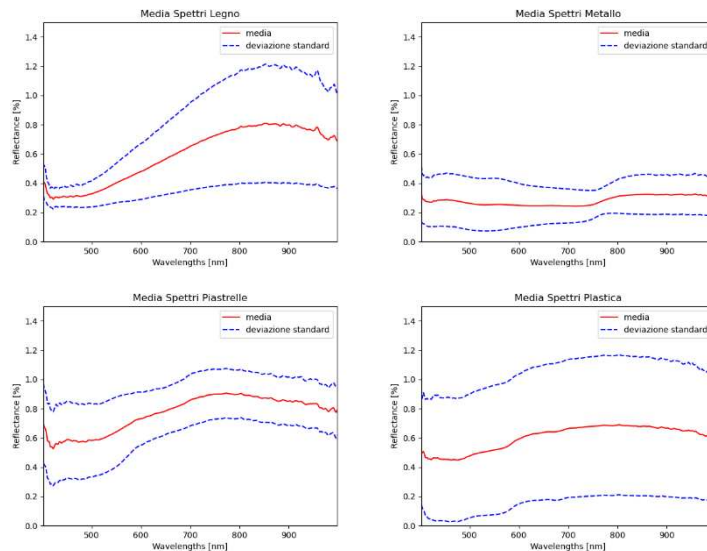 Media Spettri Legno
media
deviazione standard
1.4
1.2
1.0
0.8
0.6
0.4
0.2
0.0
Reflectance [%]
500 600 700 800 900
Wavelengths [nm]
Media Spettri Metallo
media
deviazione standard
1.4
1.2
1.0
0.8
0.6
0.4
0.2
0.0
Reflectance [%]
500 600 700 800 900
Wavelengths [nm]
Media Spettri Piastrelle
media
deviazione standard
1.4
1.2
1.0
0.8
0.6
0.4
0.2
0.0
Reflectance [%]
500 600 700 800 900
Wavelengths [nm]
Media Spettri Plastica
media
deviazione standard
1.4
1.2
1.0
0.8
0.6
0.4
0.2
0.0
Reflectance [%]
500 600 700 800 900
Wavelengths [nm]